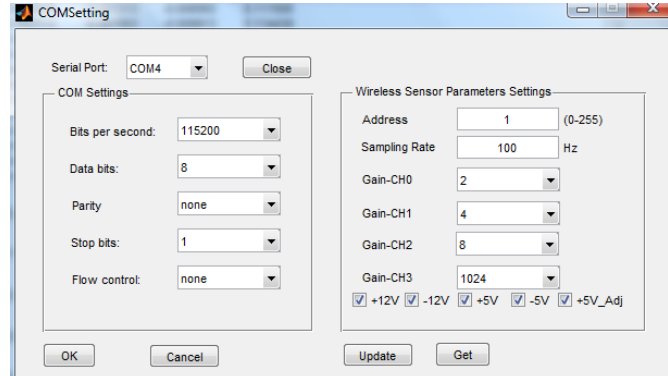 COMSetting
Serial Port: COM4 Close
COM Settings
Bits per second: 115200
Data bits: 8
Parity none
Stop bits: 1
Flow control: none
OK Cancel
Wireless Sensor Parameters Settings
Address 1 (0-255)
Sampling Rate 100 Hz
Gain-CH0 2
Gain-CH1 4
Gain-CH2 8
Gain-CH3 1024
+12V -12V +5V -5V +5V_Adj
Update Get